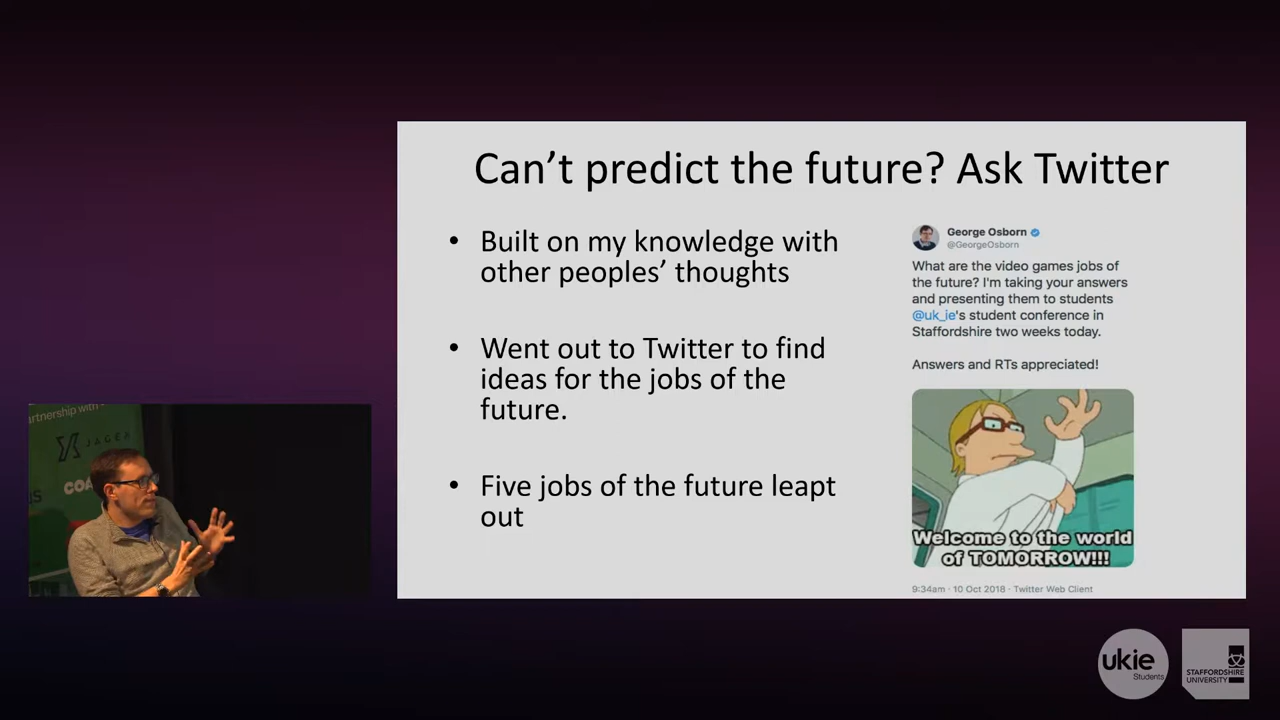 Can't predict the future? Ask Twitter
• Built on my knowledge with
other peoples' thoughts
• Went out to Twitter to find
ideas for the jobs of the
future.
• Five jobs of the future leapt
out
George Osborn
@GeorgeOsborn
What are the video games jobs of
the future? I'm taking your answers
and presenting them to students
@uk_ie's student conference in
Staffordshire two weeks today.
Answers and RTs appreciated!
Welcome to the world
of TOMORROW!!!
9:34am · 10 Oct 2018 · Twitter Web Client
partnership with
JAGEX
ukie
Students
STAFFORDSHIRE
UNIVERSITY